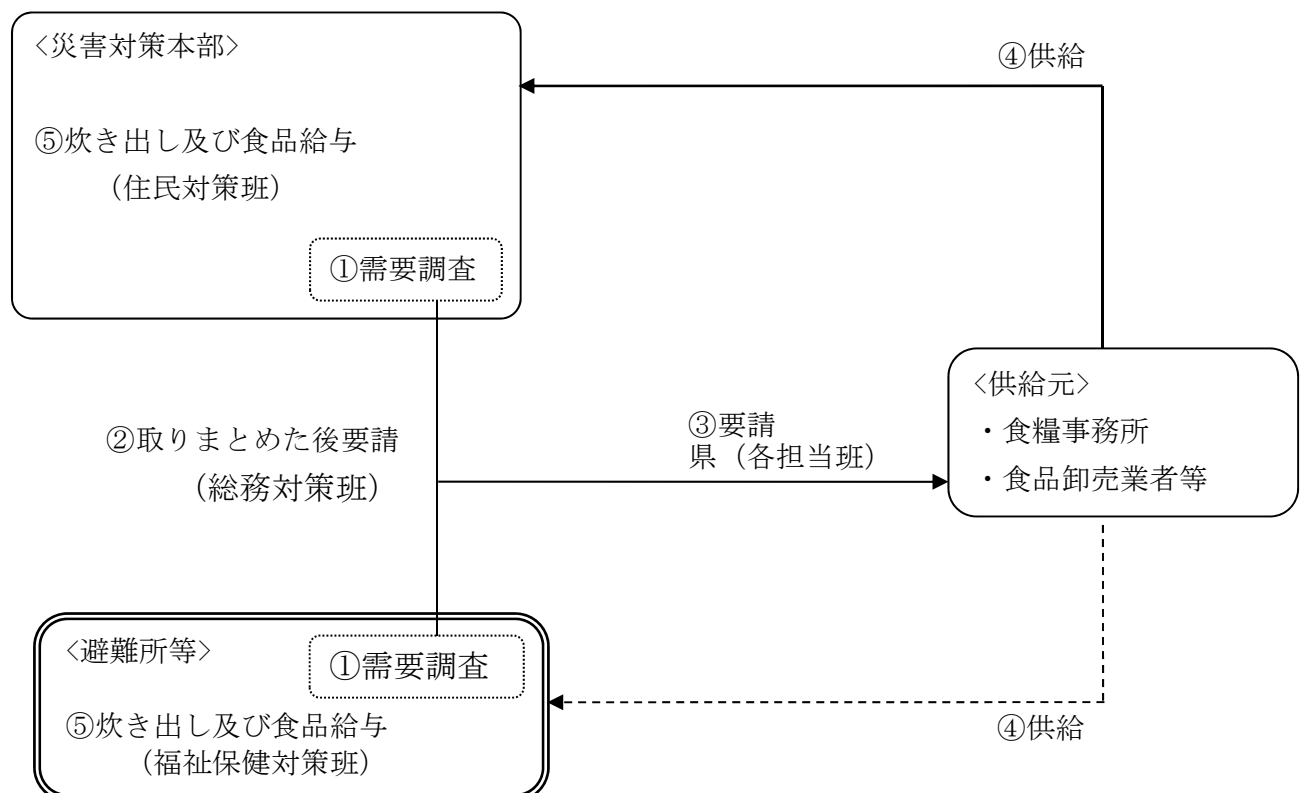 〈災害対策本部〉
⑤炊き出し及び食品給与
（住民対策班）
①需要調査
④供給
②取りまとめた後要請
（総務対策班）
③要請
県（各担当班）
〈供給元〉
・食糧事務所
・食品卸売業者等
〈避難所等〉
①需要調査
⑤炊き出し及び食品給与
（福祉保健対策班）
④供給